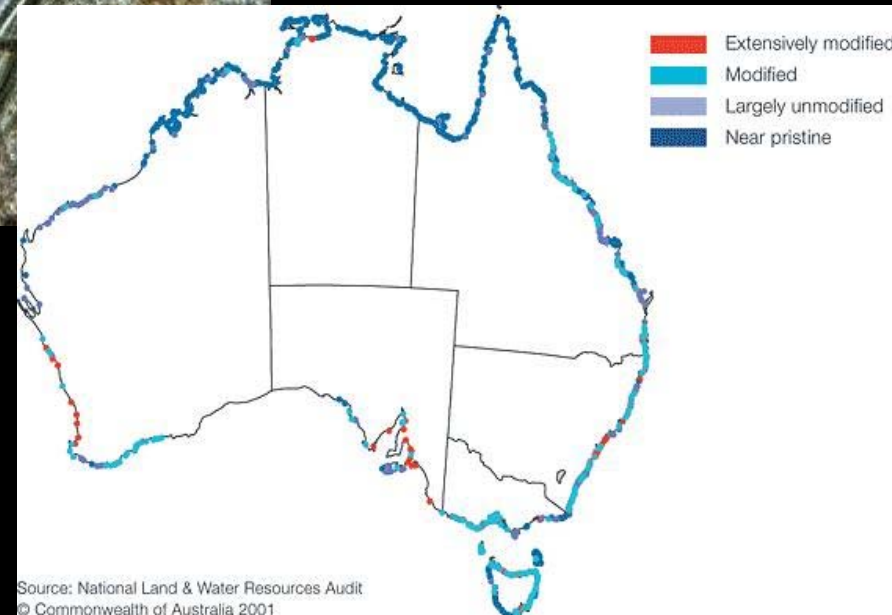 Extensively modified
Modified
Largely unmodified
Near pristine
Source: National Land & Water Resources Audit
© Commonwealth of Australia 2001